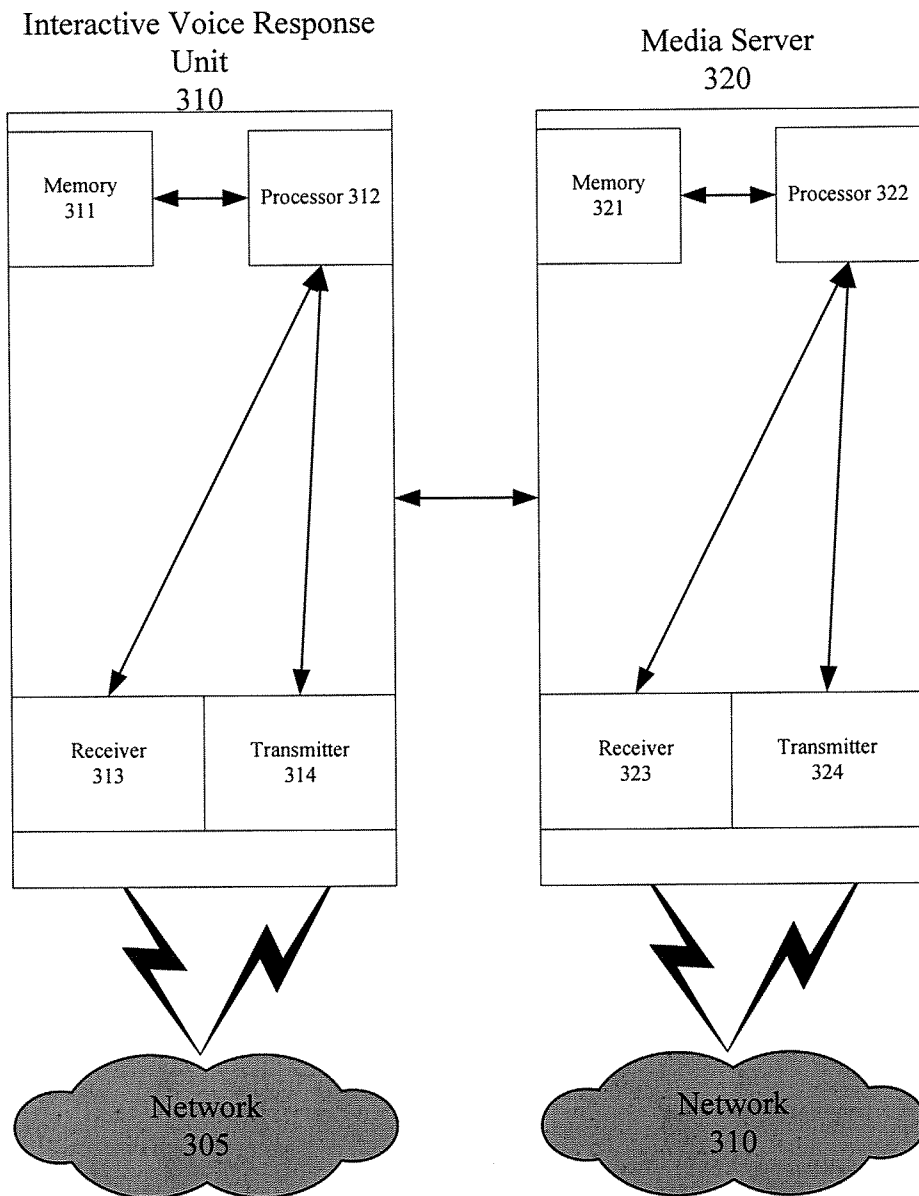 Interactive Voice Response
Unit
310
Media Server
320
Memory
311
Processor 312
Memory
321
Processor 322
Receiver
313
Transmitter
314
Receiver
323
Transmitter
324
Network
305
Network
310